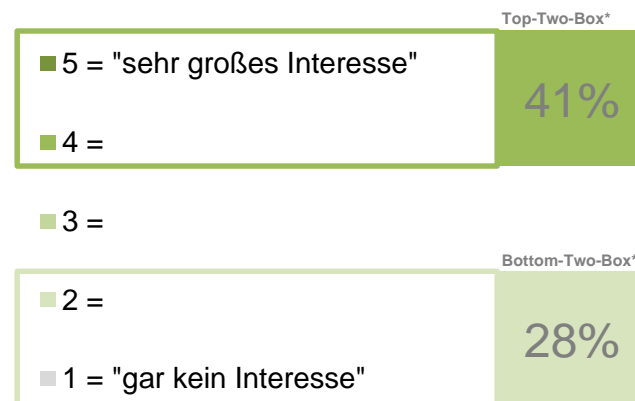 Top-Two-Box*
5 = "sehr großes Interesse"
41%
4 =
3 =
Bottom-Two-Box*
2 =
28%
1 = "gar kein Interesse"